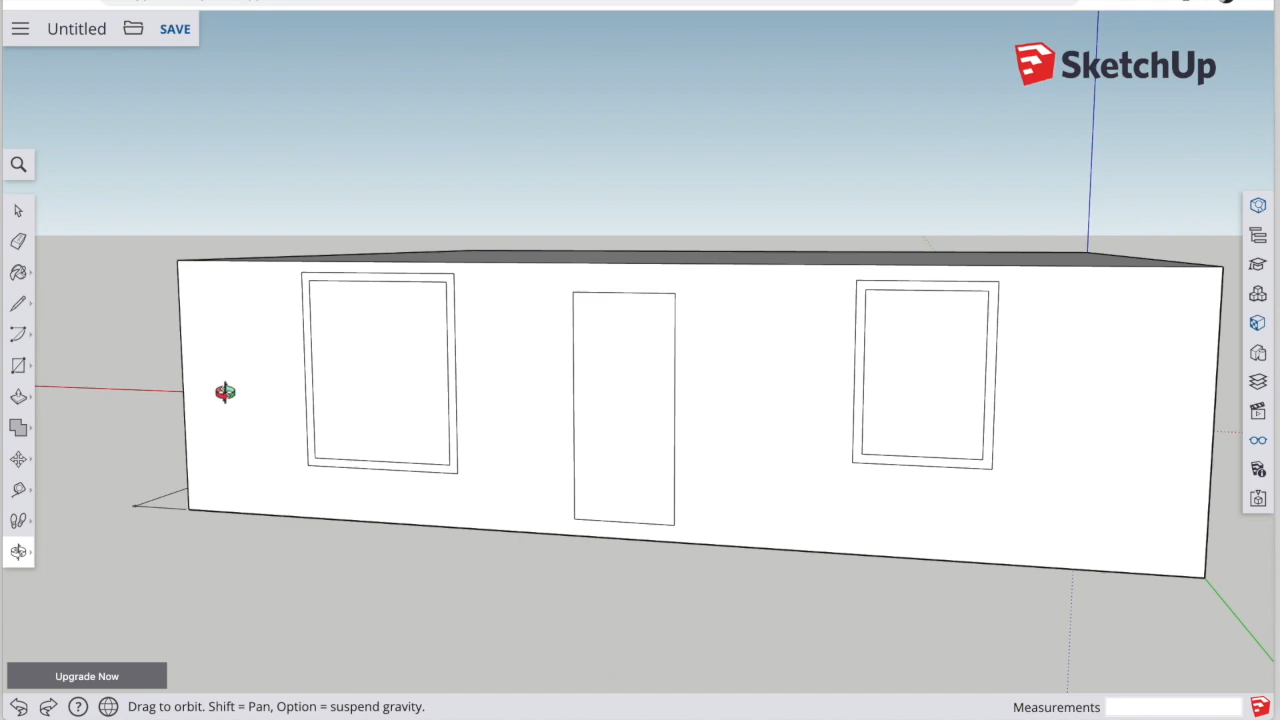 Untitled
SAVE
SketchUp
Upgrade Now
Drag to orbit. Shift = Pan, Option = suspend gravity.
Measurements